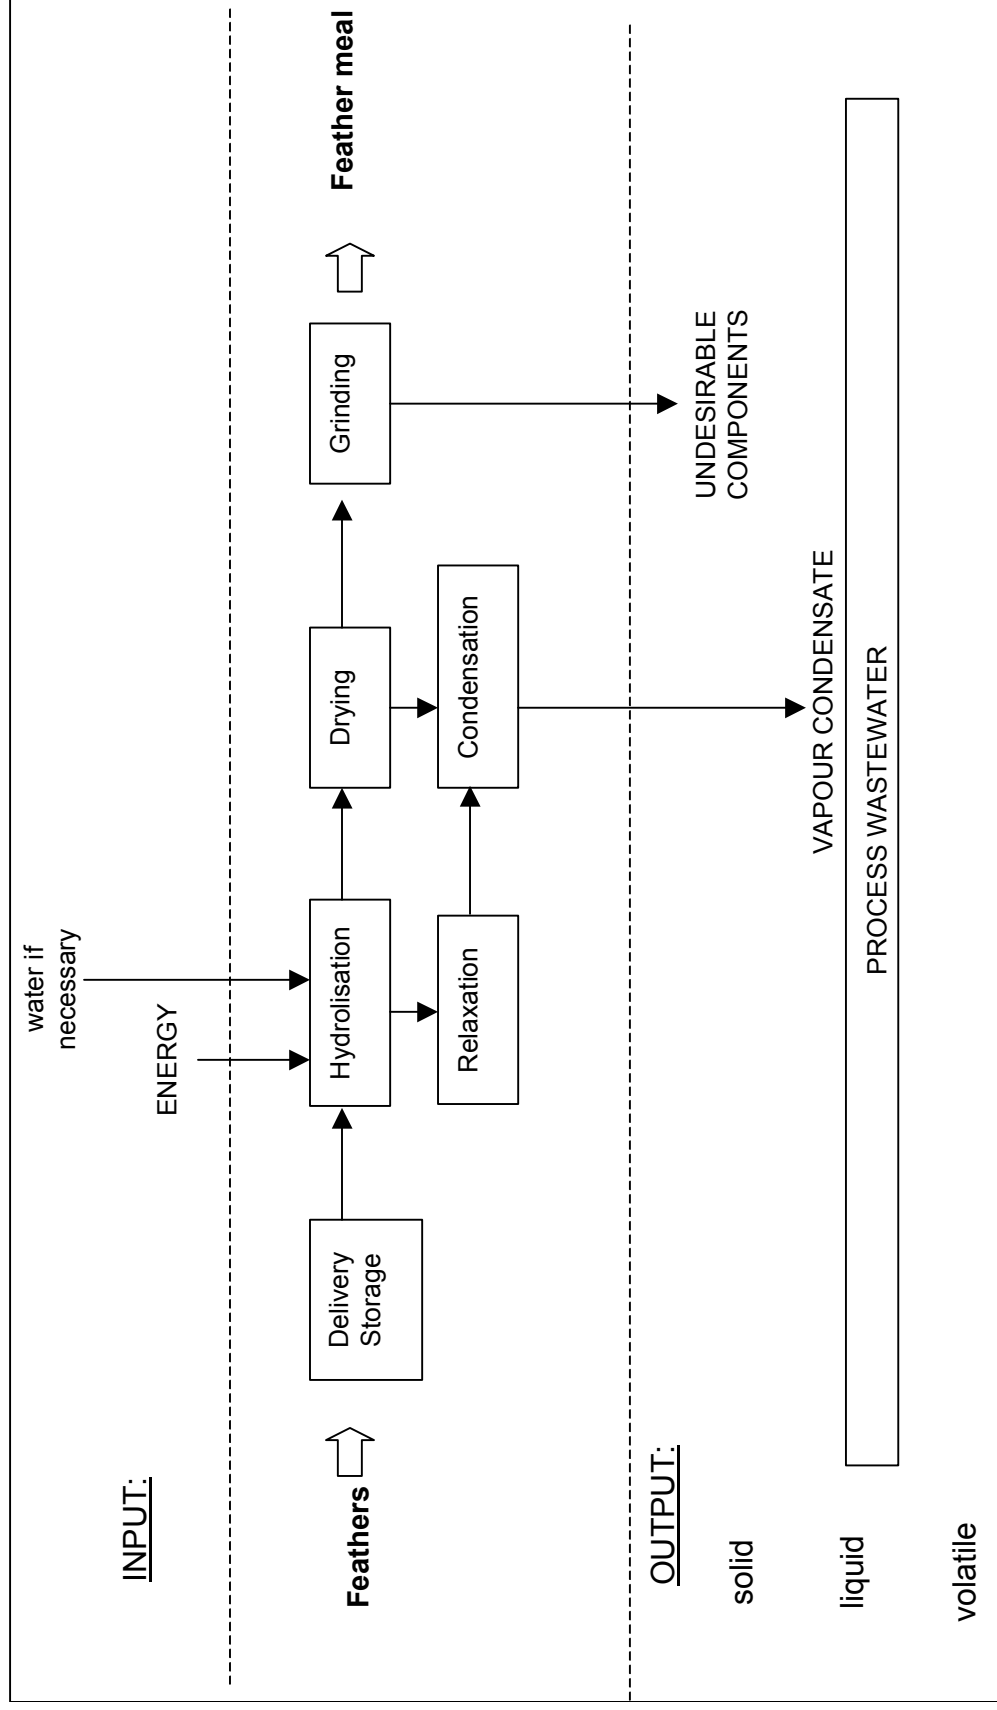 INPUT:
water if
necessary
ENERGY
Feathers
Delivery
Storage
Hydrolisation
Drying
Grinding
Feather meal
Relaxation
Condensation
OUTPUT:
solid
UNDESIRABLE
COMPONENTS
liquid
VAPOUR CONDENSATE
PROCESS WASTEWATER
volatile